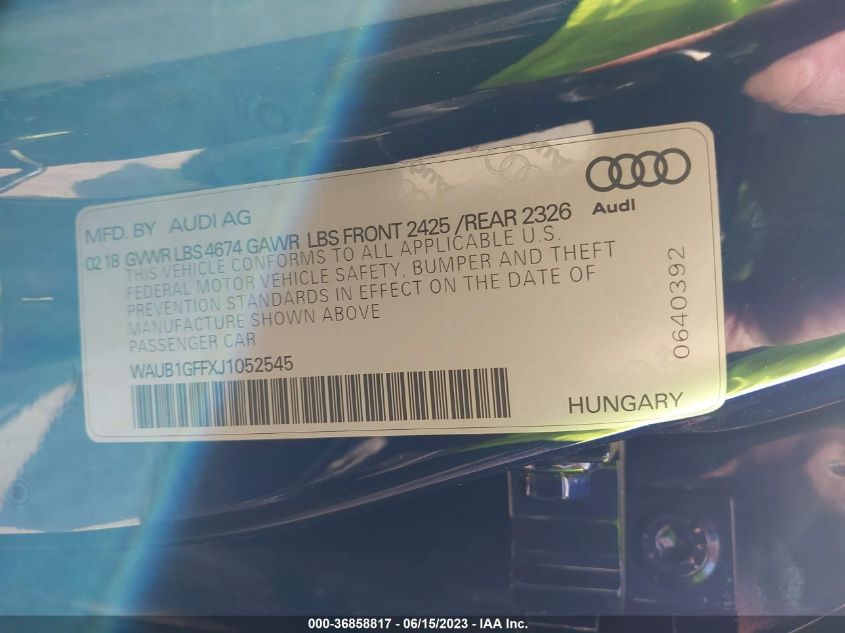 MFD. BY AUDI AG
02 18 GVWR LBS 4674 GAWR LBS FRONT 2425 /REAR 2326
THIS VEHICLE CONFORMS TO ALL APPLICABLE U.S.
FEDERAL MOTOR VEHICLE SAFETY, BUMPER AND THEFT
PREVENTION STANDARDS IN EFFECT ON THE DATE OF
MANUFACTURE SHOWN ABOVE
PASSENGER CAR
WAUB1GFFXJ1052545
Audi
0640392
HUNGARY
000-36858817 - 06/15/2023 - IAA Inc.